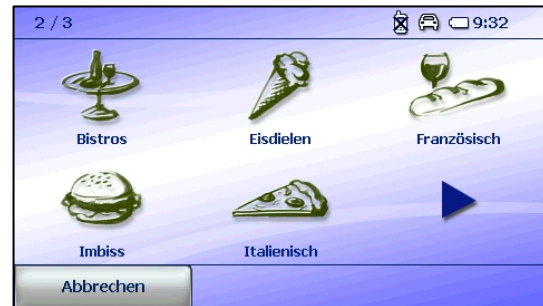 2 / 3 9:32
Bistros Eisdielen Französisch
Imbiss Italienisch
Abbrechen